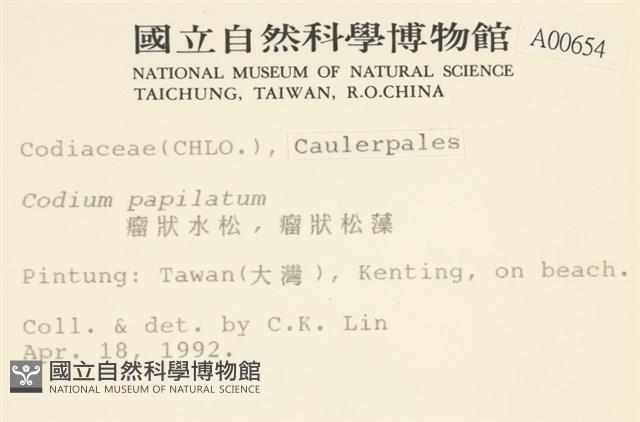 國立自然科學博物館
A00654
NATIONAL MUSEUM OF NATURAL SCIENCE
TAICHUNG, TAIWAN, R.O.CHINA
Codiaceae(CHLO.), Caulerpales
Codium papilatum
瘤狀水松, 瘤狀松藻
Pintung: Tawan(大灣), Kenting, on beach.
Coll. & det. by C.K. Lin
Apr. 18, 1992.
國立自然科學博物館
NATIONAL MUSEUM OF NATURAL SCIENCE